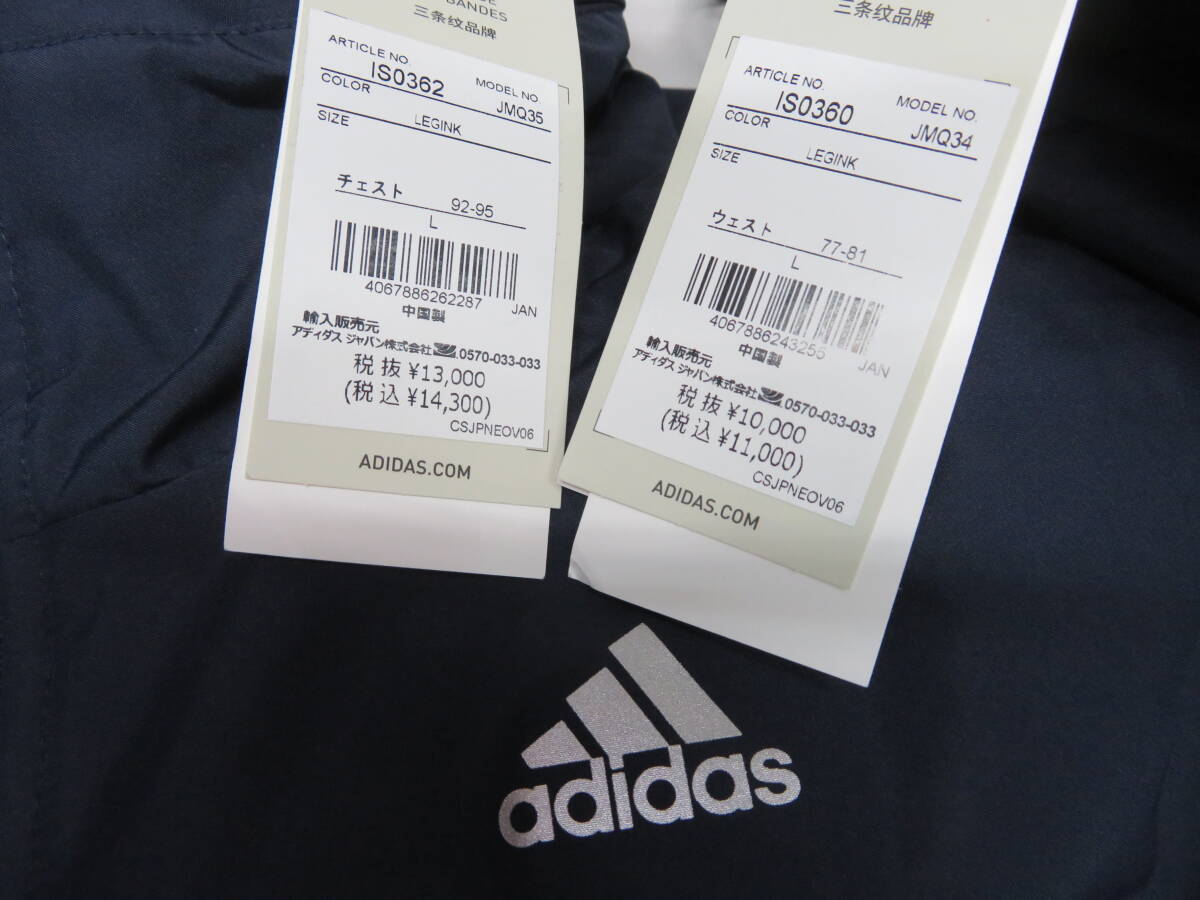 BANDES
三条纹品牌
ARTICLE NO.
IS0362
MODEL NO.
COLOR
JMQ35
LEGINK
SIZE
チェスト 92-95
L
4067886262287
JAN
中国製
輸入販売元
アディダス ジャパン株式会社 0570-033-033
税抜 ¥13,000
(税込 ¥14,300)
CSJPNEOV06
ADIDAS.COM
三条纹品牌
ARTICLE NO.
IS0360
MODEL NO.
COLOR
JMQ34
LEGINK
SIZE
ウェスト 77-81
L
4067886243255
JAN
中国製
輸入販売元
アディダス ジャパン株式会社 0570-033-033
税抜 ¥10,000
(税込 ¥11,000)
CSJPNEOV06
ADIDAS.COM
adidas